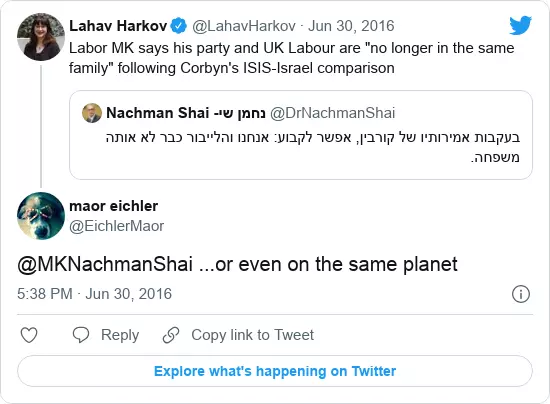 Lahav Harkov @LahavHarkov · Jun 30, 2016
Labor MK says his party and UK Labour are "no longer in the same
family" following Corbyn's ISIS-Israel comparison
Nachman Shai -נחמן שי @DrNachmanShai
בעקבות אמירותיו של קורבין, אפשר לקבוע: אנחנו והלייבור כבר לא אותה
משפחה.
maor eichler
@EichlerMaor
@MKNachmanShai ...or even on the same planet
5:38 PM · Jun 30, 2016
Reply Copy link to Tweet
Explore what's happening on Twitter